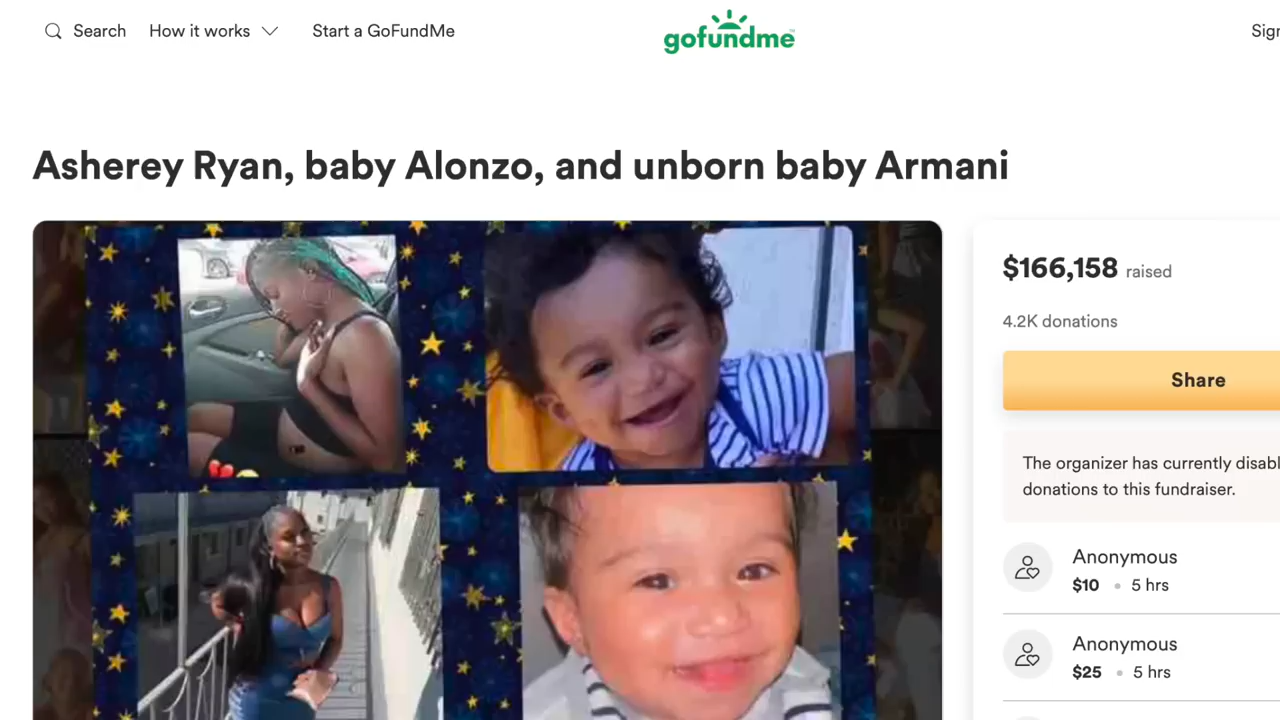 Search How it works Start a GoFundMe gofundme
Asherey Ryan, baby Alonzo, and unborn baby Armani
$166,158 raised
4.2K donations
Share
The organizer has currently
donations to this fundraiser.
Anonymous
$10 • 5 hrs
Anonymous
$25 • 5 hrs